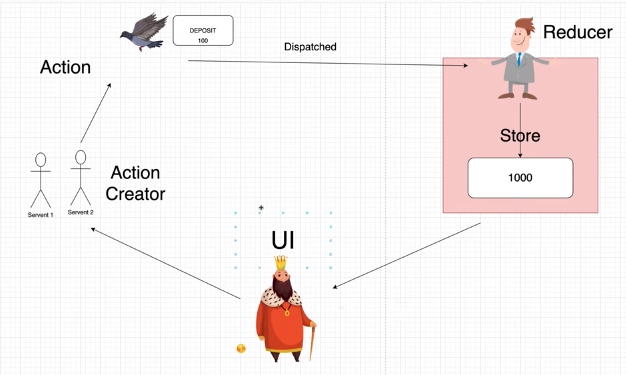 DEPOSIT
100
Dispatched
Reducer
Action
Store
1000
Action
Creator
Servent 1
Servent 2
UI